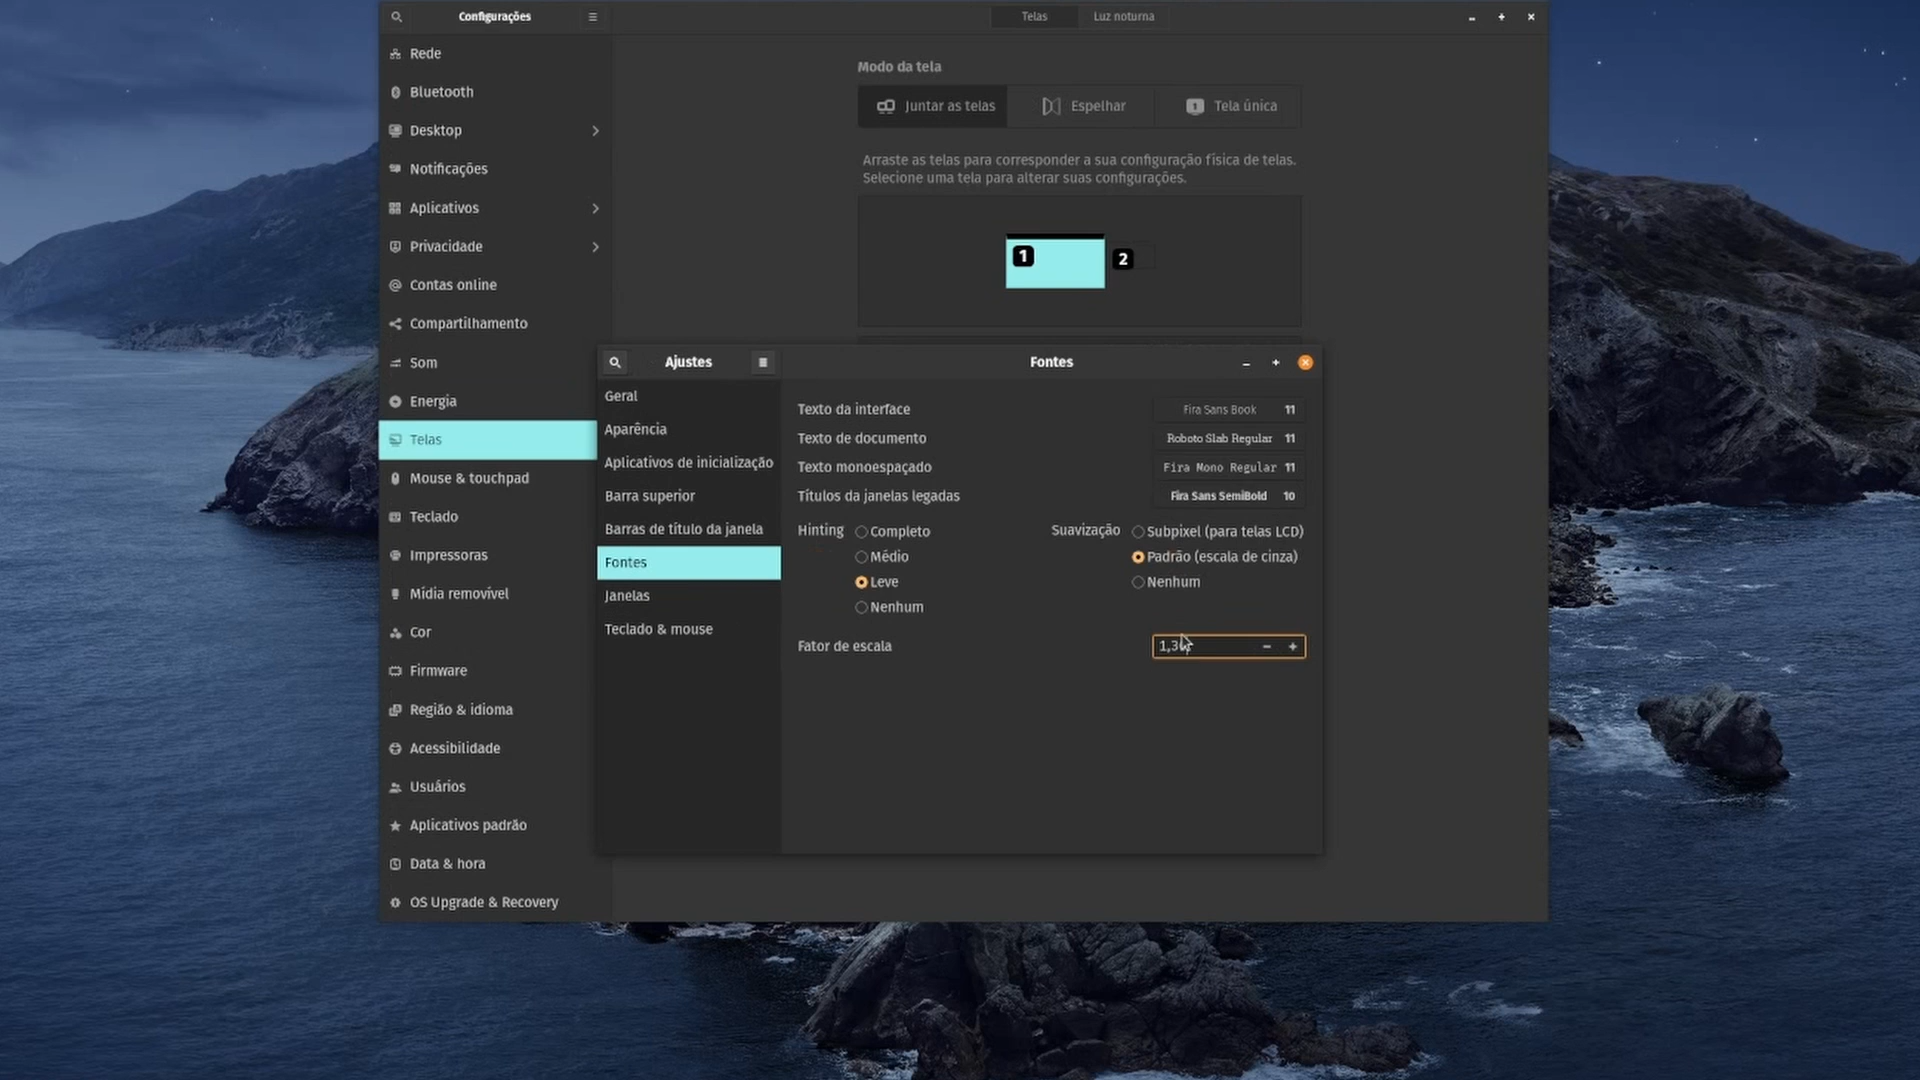 Configurações
Telas
Luz noturna
Rede
Bluetooth
Desktop
Notificações
Aplicativos
Privacidade
Contas online
Compartilhamento
Som
Energia
Telas
Mouse & touchpad
Teclado
Impressoras
Mídia removível
Cor
Firmware
Região & idioma
Acessibilidade
Usuários
Aplicativos padrão
Data & hora
OS Upgrade & Recovery
Modo da tela
Juntar as telas
Espelhar
1
Tela única
Arraste as telas para corresponder a sua configuração física de telas.
Selecione uma tela para alterar suas configurações.
1
2
Ajustes
Fontes
Geral
Aparência
Aplicativos de inicialização
Barra superior
Barras de título da janela
Fontes
Janelas
Teclado & mouse
Texto da interface
Fira Sans Book 11
Texto de documento
Roboto Slab Regular 11
Texto monoespaçado
Fira Mono Regular 11
Títulos da janelas legadas
Fira Sans SemiBold 10
Hinting
Completo
Médio
Leve
Nenhum
Suavização
Subpixel (para telas LCD)
Padrão (escala de cinza)
Nenhum
Fator de escala